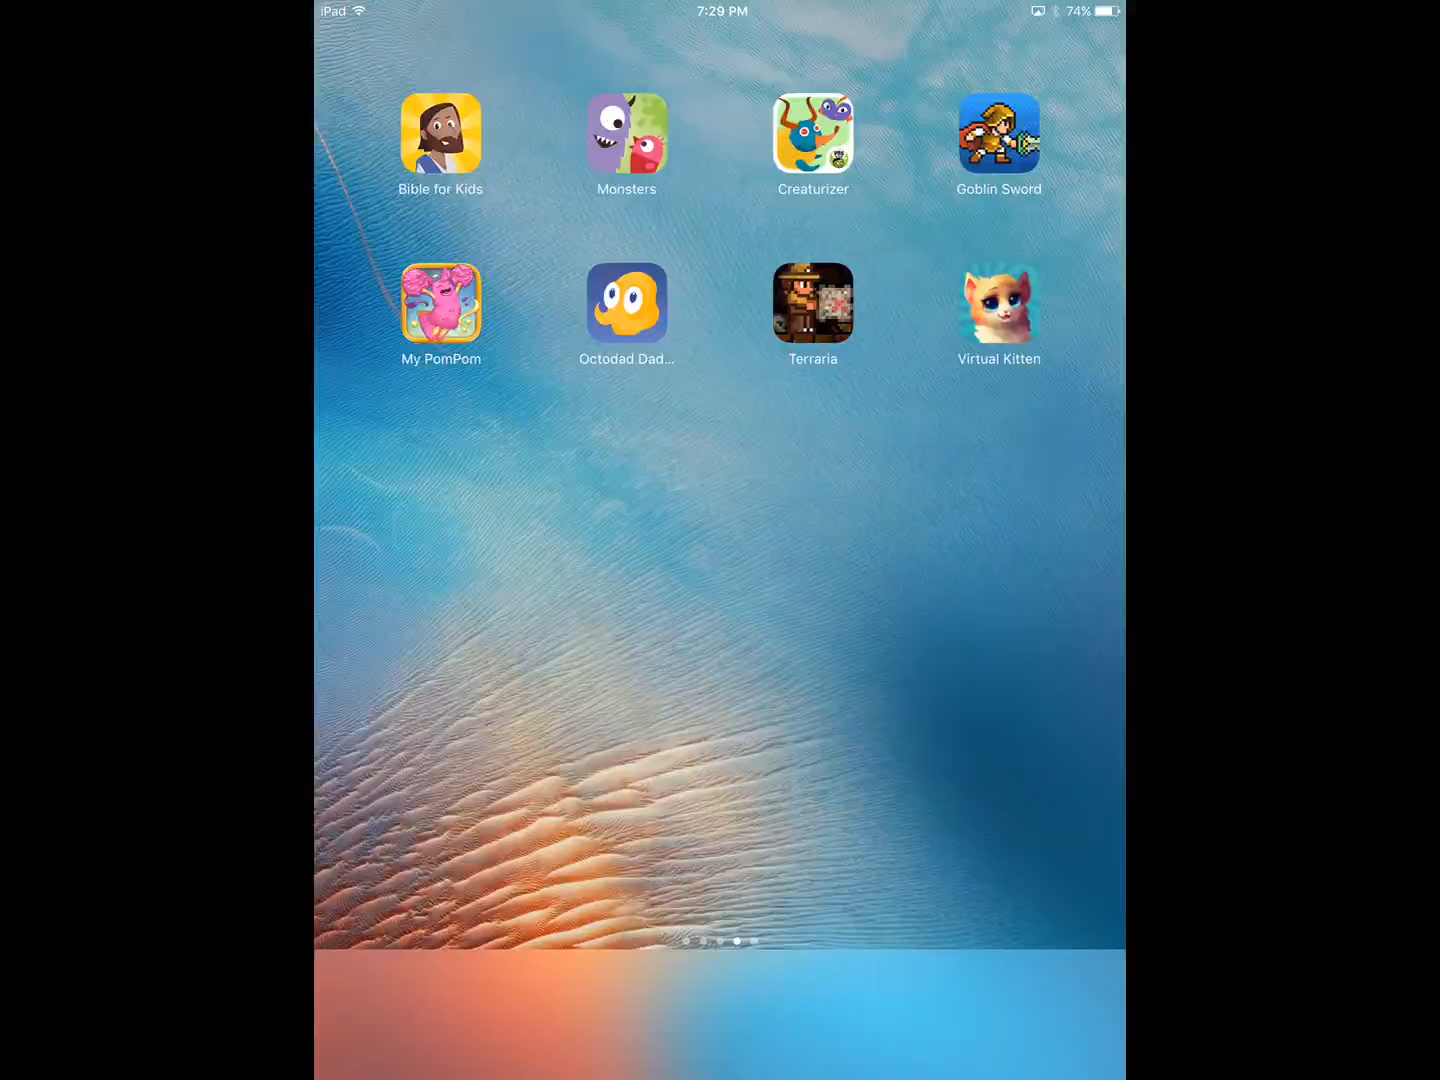 iPad 7:29 PM 74%
Bible for Kids Monsters Creaturizer Goblin Sword
My PomPom Octodad Dad... Terraria Virtual Kitten